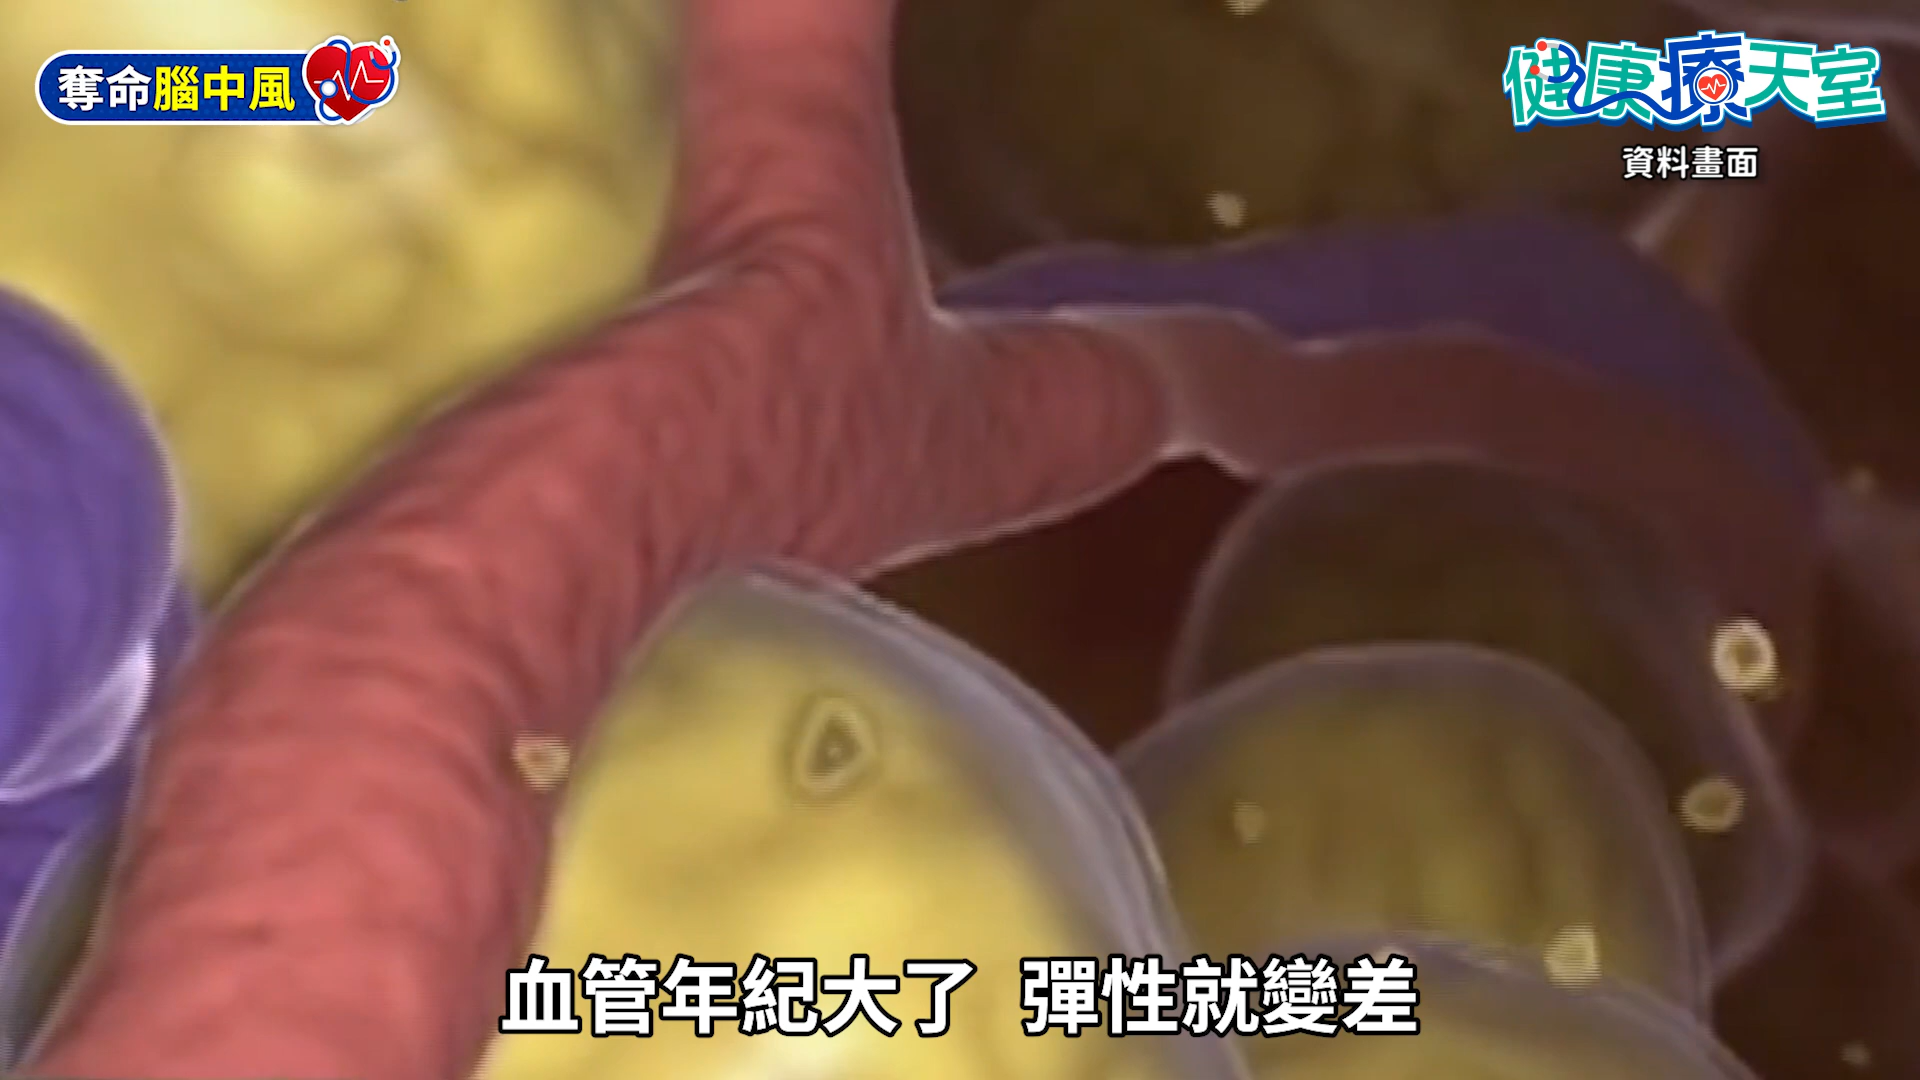 奪命腦中風
健康療天室
資料畫面
血管年紀大了 彈性就變差